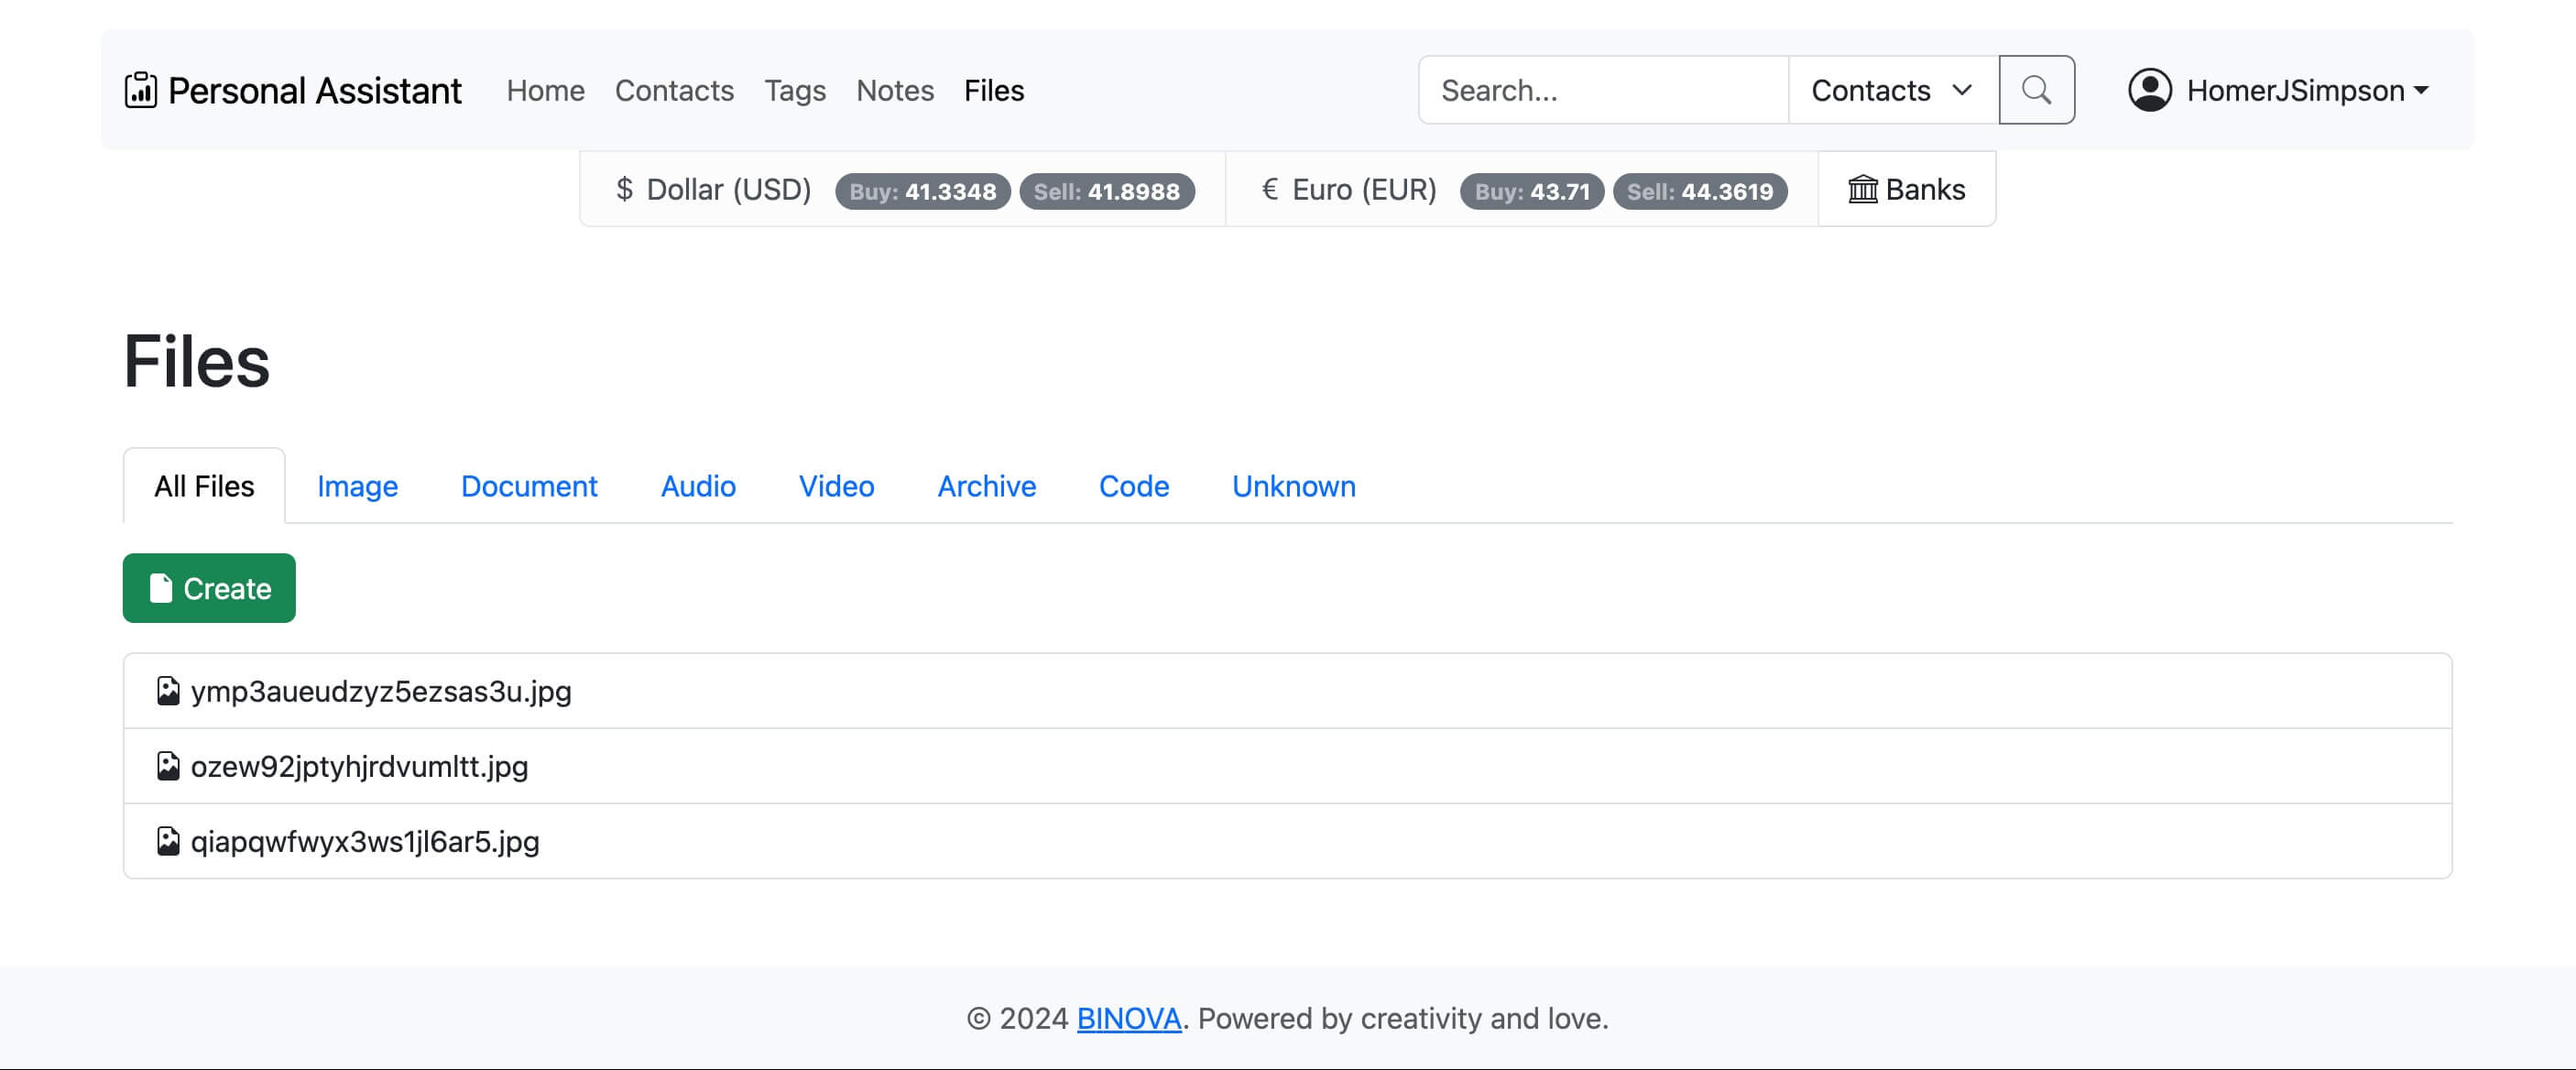 Personal Assistant Home Contacts Tags Notes Files Search... Contacts HomerJSimpson
$ Dollar (USD) Buy: 41.3348 Sell: 41.8988 € Euro (EUR) Buy: 43.71 Sell: 44.3619 Banks
Files
All Files Image Document Audio Video Archive Code Unknown
Create
ymp3aueudzyz5ezsas3u.jpg
ozew92jptyhjrdvumltt.jpg
qiapqwfwyx3ws1jl6ar5.jpg
© 2024 BINOVA. Powered by creativity and love.